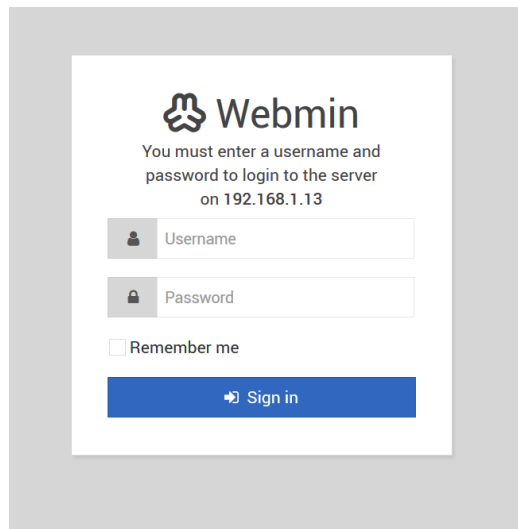 Webmin
You must enter a username and
password to login to the server
on 192.168.1.13
Username
Password
Remember me
Sign in